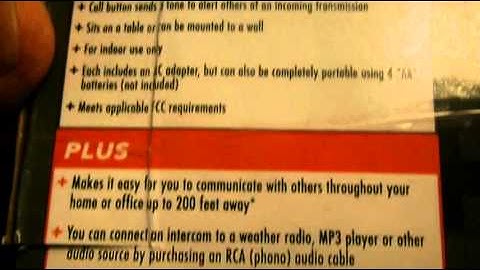 + Call button sends a tone to alert others of an incoming transmission
+ Sits on a table or can be mounted to a wall
+ For indoor use only
+ Each includes an AC adapter, but can also be completely portable using 4 "AA"
batteries (not included)
+ Meets applicable FCC requirements
PLUS
+ Makes it easy for you to communicate with others throughout your
home or office up to 200 feet away*
+ You can connect an intercom to a weather radio, MP3 player or other
audio source by purchasing an RCA (phono) audio cable